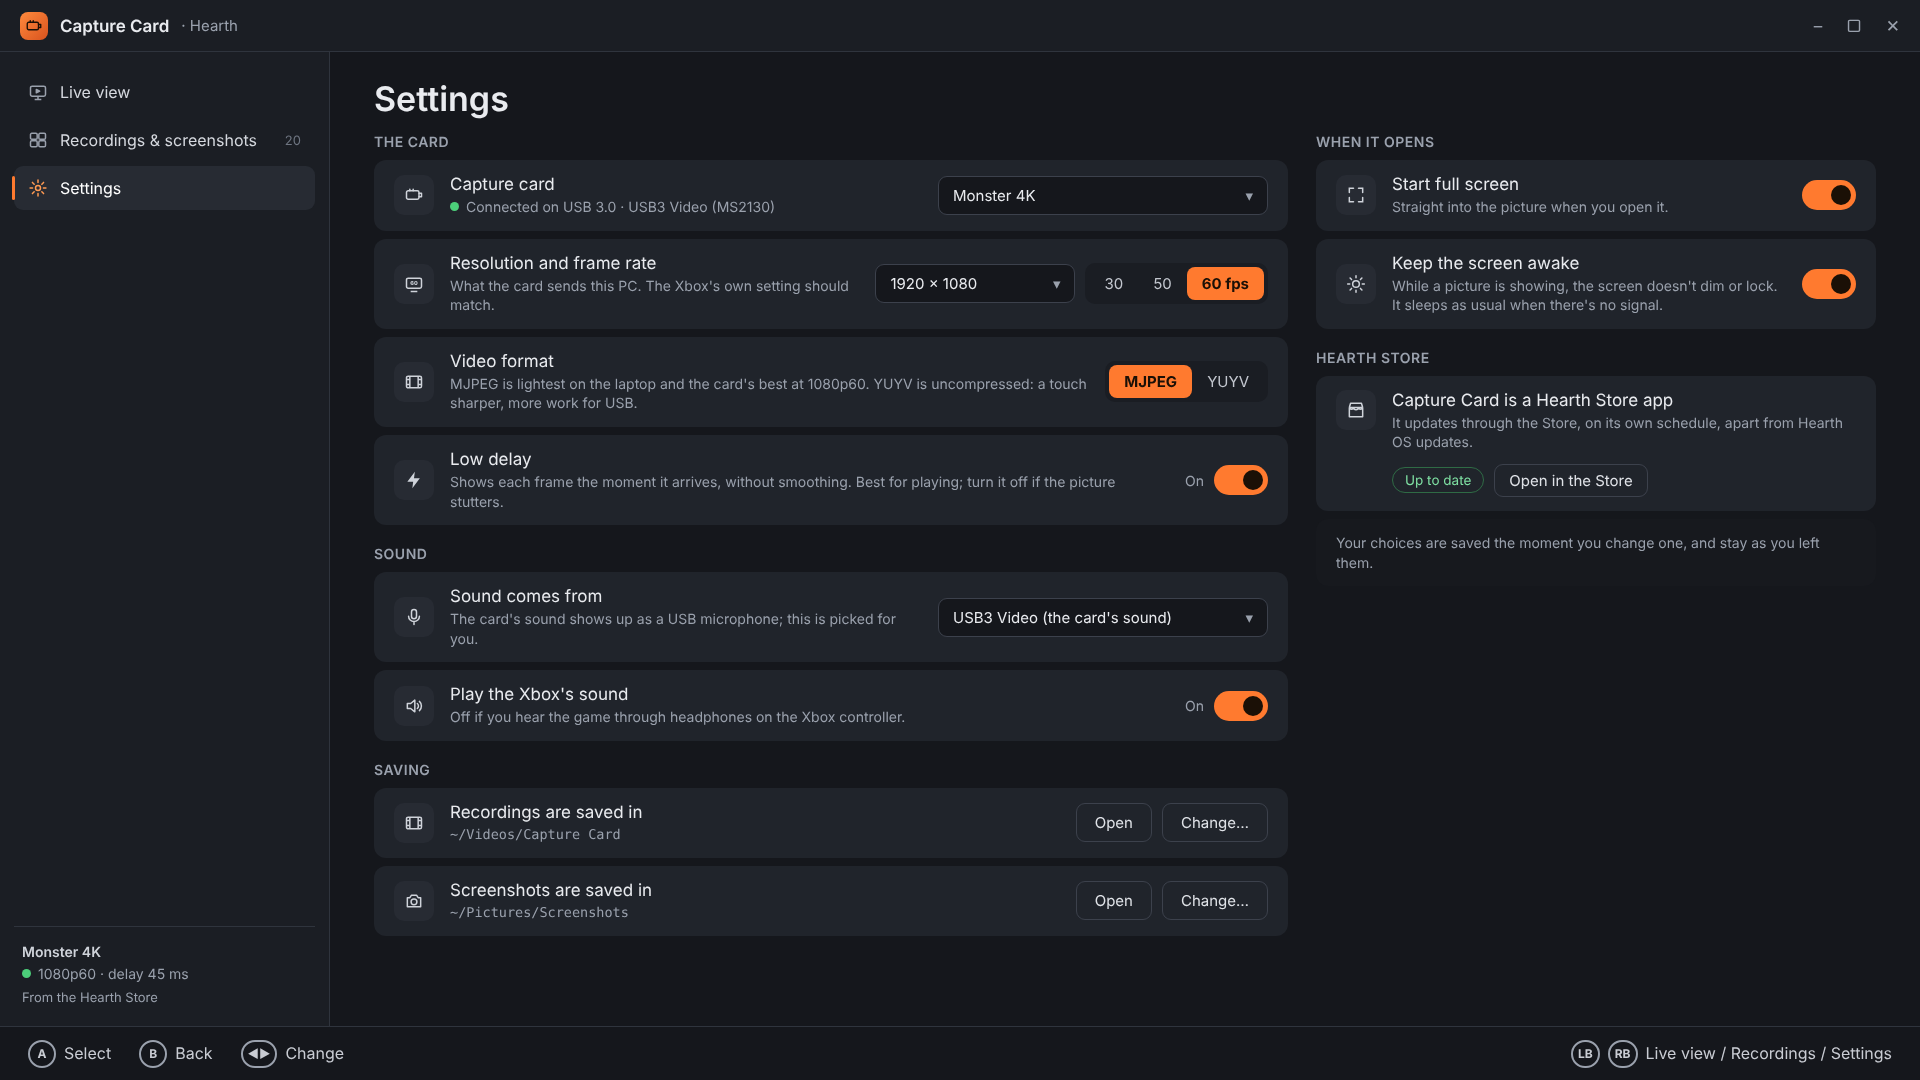 Capture Card · Hearth
Live view
Recordings & screenshots 20
Settings
Monster 4K
1080p60 · delay 45 ms
From the Hearth Store
Settings
THE CARD
Capture card
Connected on USB 3.0 · USB3 Video (MS2130)
Monster 4K
Resolution and frame rate
What the card sends this PC. The Xbox's own setting should
match.
1920 × 1080
30 50 60 fps
Video format
MJPEG is lightest on the laptop and the card's best at 1080p60. YUYV is uncompressed: a touch
sharper, more work for USB.
MJPEG YUYV
Low delay
Shows each frame the moment it arrives, without smoothing. Best for playing; turn it off if the picture
stutters.
On
SOUND
Sound comes from
The card's sound shows up as a USB microphone; this is picked for
you.
USB3 Video (the card's sound)
Play the Xbox's sound
Off if you hear the game through headphones on the Xbox controller.
On
SAVING
Recordings are saved in
~/Videos/Capture Card
Open Change...
Screenshots are saved in
~/Pictures/Screenshots
Open Change...
WHEN IT OPENS
Start full screen
Straight into the picture when you open it.
Keep the screen awake
While a picture is showing, the screen doesn't dim or lock.
It sleeps as usual when there's no signal.
HEARTH STORE
Capture Card is a Hearth Store app
It updates through the Store, on its own schedule, apart from Hearth
OS updates.
Up to date Open in the Store
Your choices are saved the moment you change one, and stay as you left
them.
A Select B Back Change
LB RB Live view / Recordings / Settings